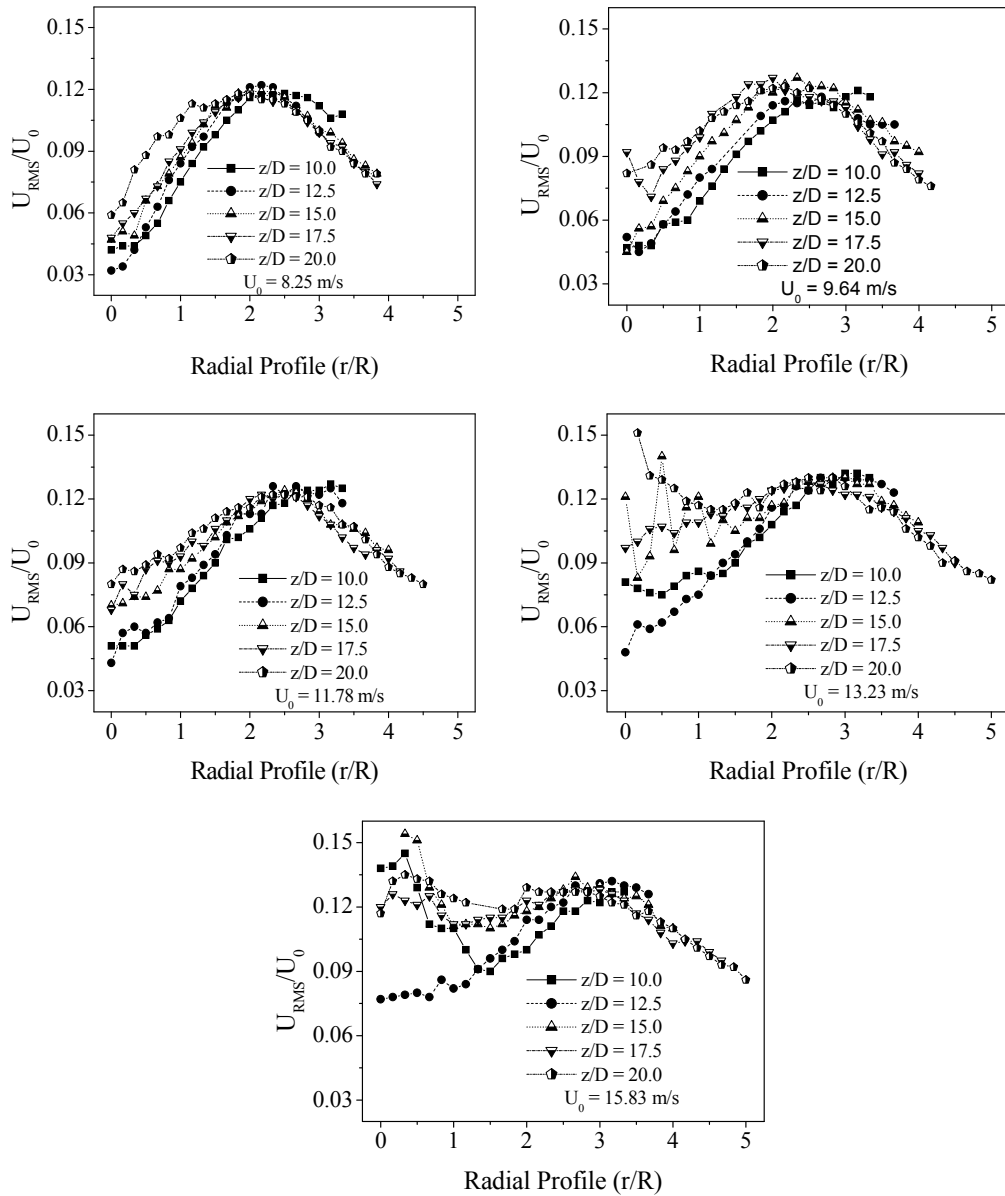 0.15
0.12
0.09
0.06
0.03
U_RMS/U_0
z/D = 10.0
z/D = 12.5
z/D = 15.0
z/D = 17.5
z/D = 20.0
U_0 = 8.25 m/s
0 1 2 3 4 5
Radial Profile (r/R)
0.15
0.12
0.09
0.06
0.03
U_RMS/U_0
z/D = 10.0
z/D = 12.5
z/D = 15.0
z/D = 17.5
z/D = 20.0
U_0 = 9.64 m/s
0 1 2 3 4 5
Radial Profile (r/R)
0.15
0.12
0.09
0.06
0.03
U_RMS/U_0
z/D = 10.0
z/D = 12.5
z/D = 15.0
z/D = 17.5
z/D = 20.0
U_0 = 11.78 m/s
0 1 2 3 4 5
Radial Profile (r/R)
0.15
0.12
0.09
0.06
0.03
U_RMS/U_0
z/D = 10.0
z/D = 12.5
z/D = 15.0
z/D = 17.5
z/D = 20.0
U_0 = 13.23 m/s
0 1 2 3 4 5
Radial Profile (r/R)
0.15
0.12
0.09
0.06
0.03
U_RMS/U_0
z/D = 10.0
z/D = 12.5
z/D = 15.0
z/D = 17.5
z/D = 20.0
U_0 = 15.83 m/s
0 1 2 3 4 5
Radial Profile (r/R)